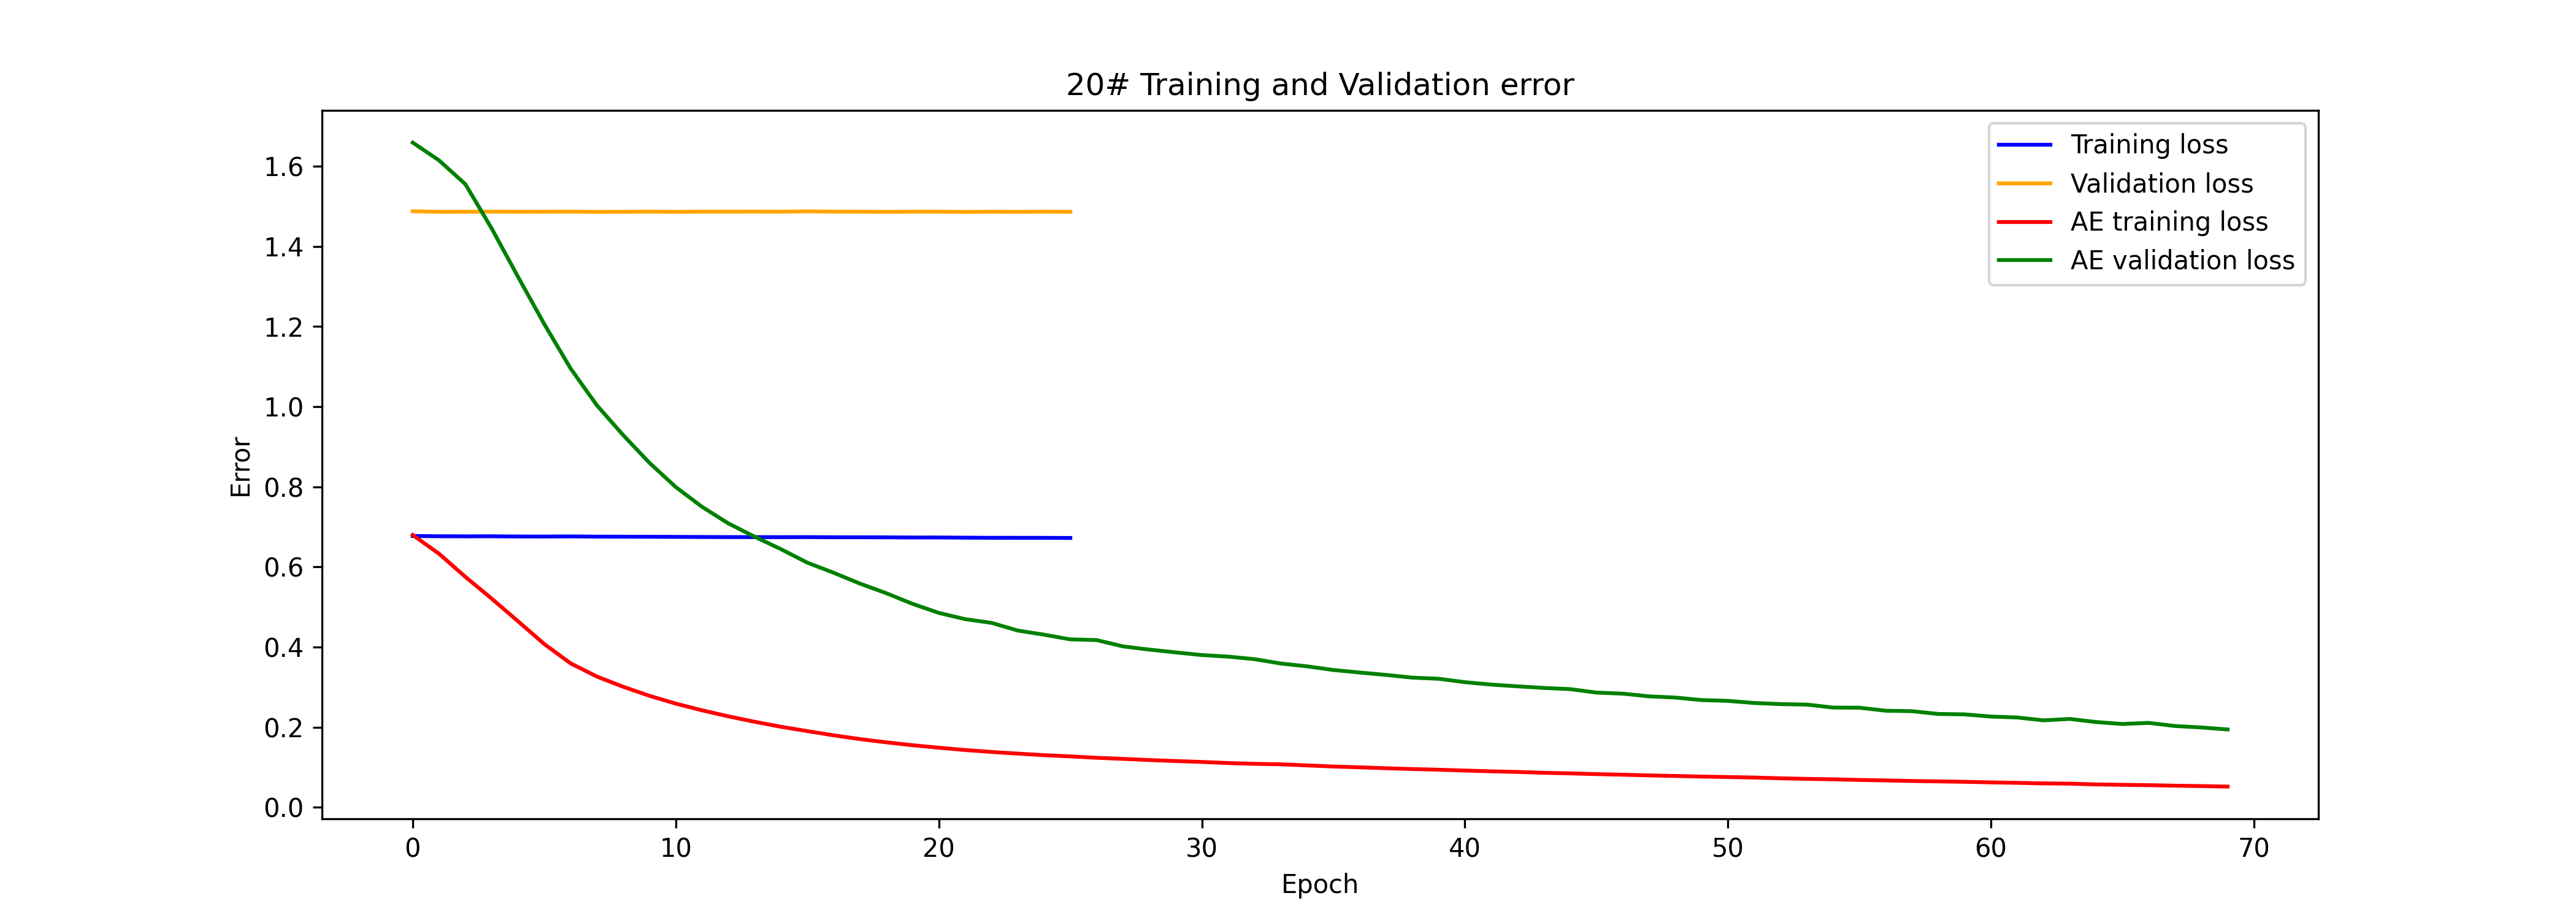 20# Training and Validation error
Training loss
Validation loss
AE training loss
AE validation loss
1.6
1.4
1.2
1.0
0.8
0.6
0.4
0.2
0.0
Error
0 10 20 30 40 50 60 70
Epoch